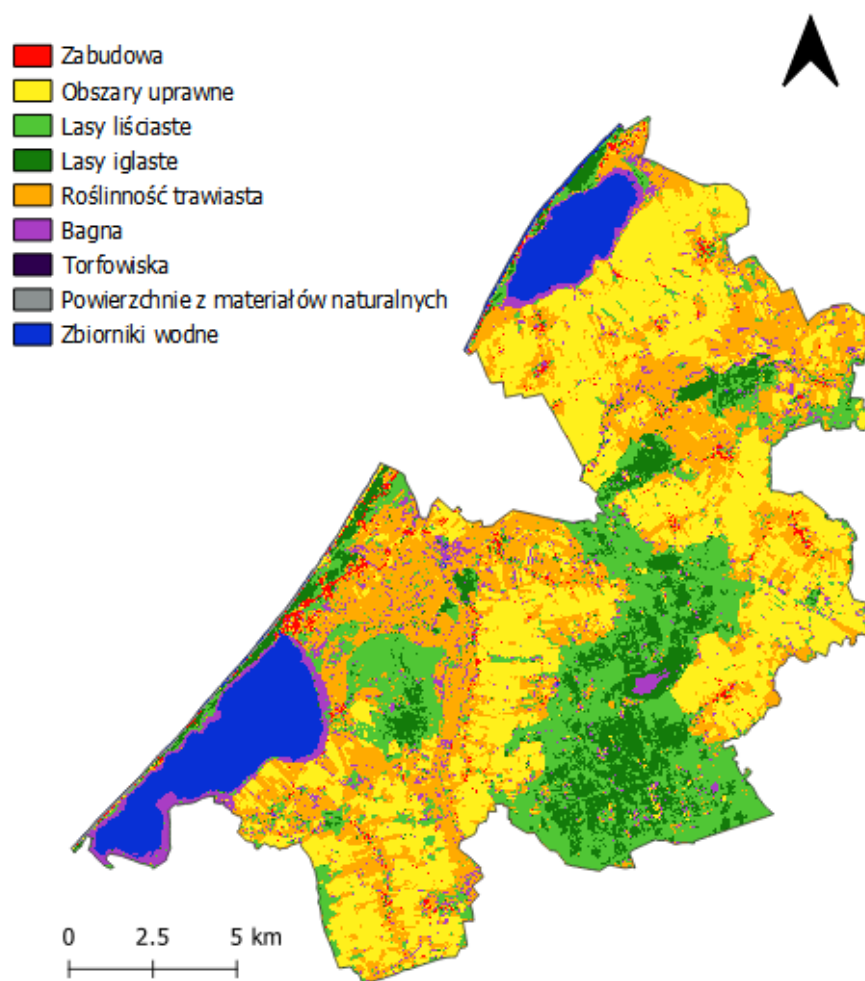 Zabudowa
Obszary uprawne
Lasy liściaste
Lasy iglaste
Roślinność trawiasta
Bagna
Torfowiska
Powierzchnie z materiałów naturalnych
Zbiorniki wodne
0 2.5 5 km